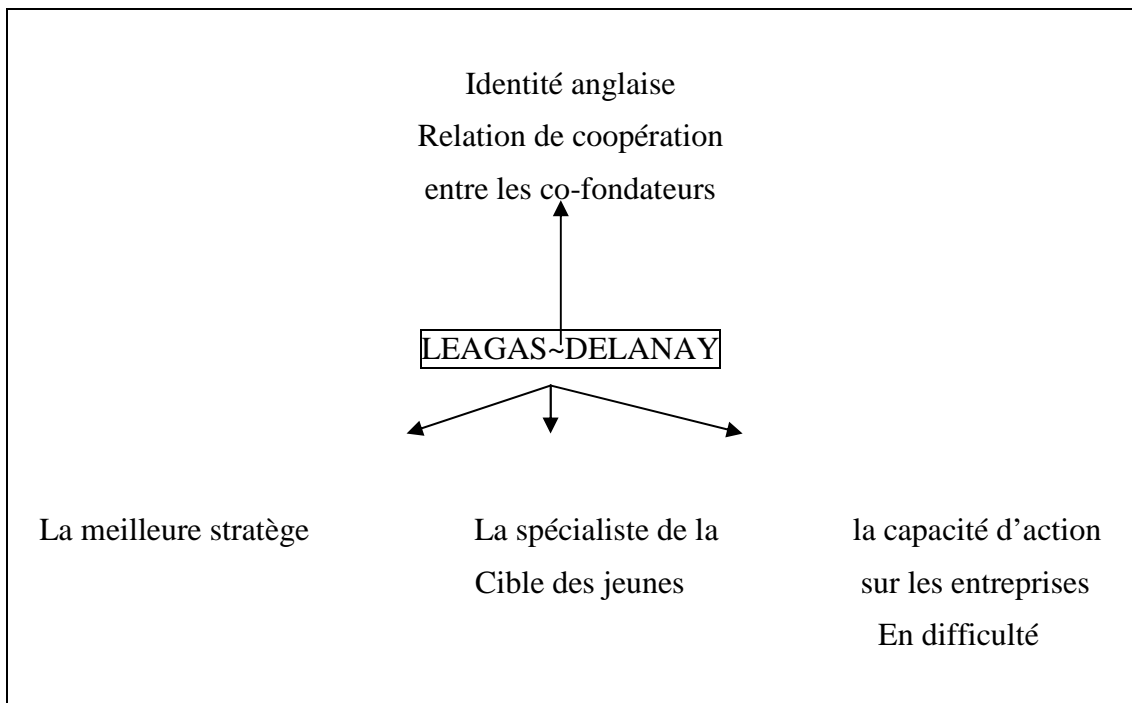 Identité anglaise
Relation de coopération
entre les co-fondateurs
LEAGAS~DELANAY
La meilleure stratège
La spécialiste de la
Cible des jeunes
la capacité d’action
sur les entreprises
En difficulté